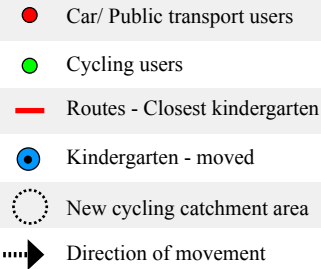 Car/ Public transport users
Cycling users
Routes - Closest kindergarten
Kindergarten - moved
New cycling catchment area
Direction of movement